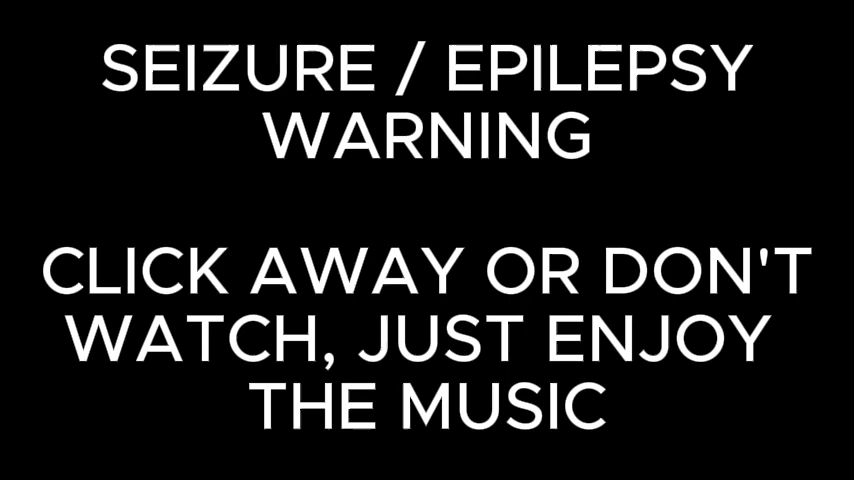 SEIZURE / EPILEPSY
WARNING
CLICK AWAY OR DON'T
WATCH, JUST ENJOY
THE MUSIC